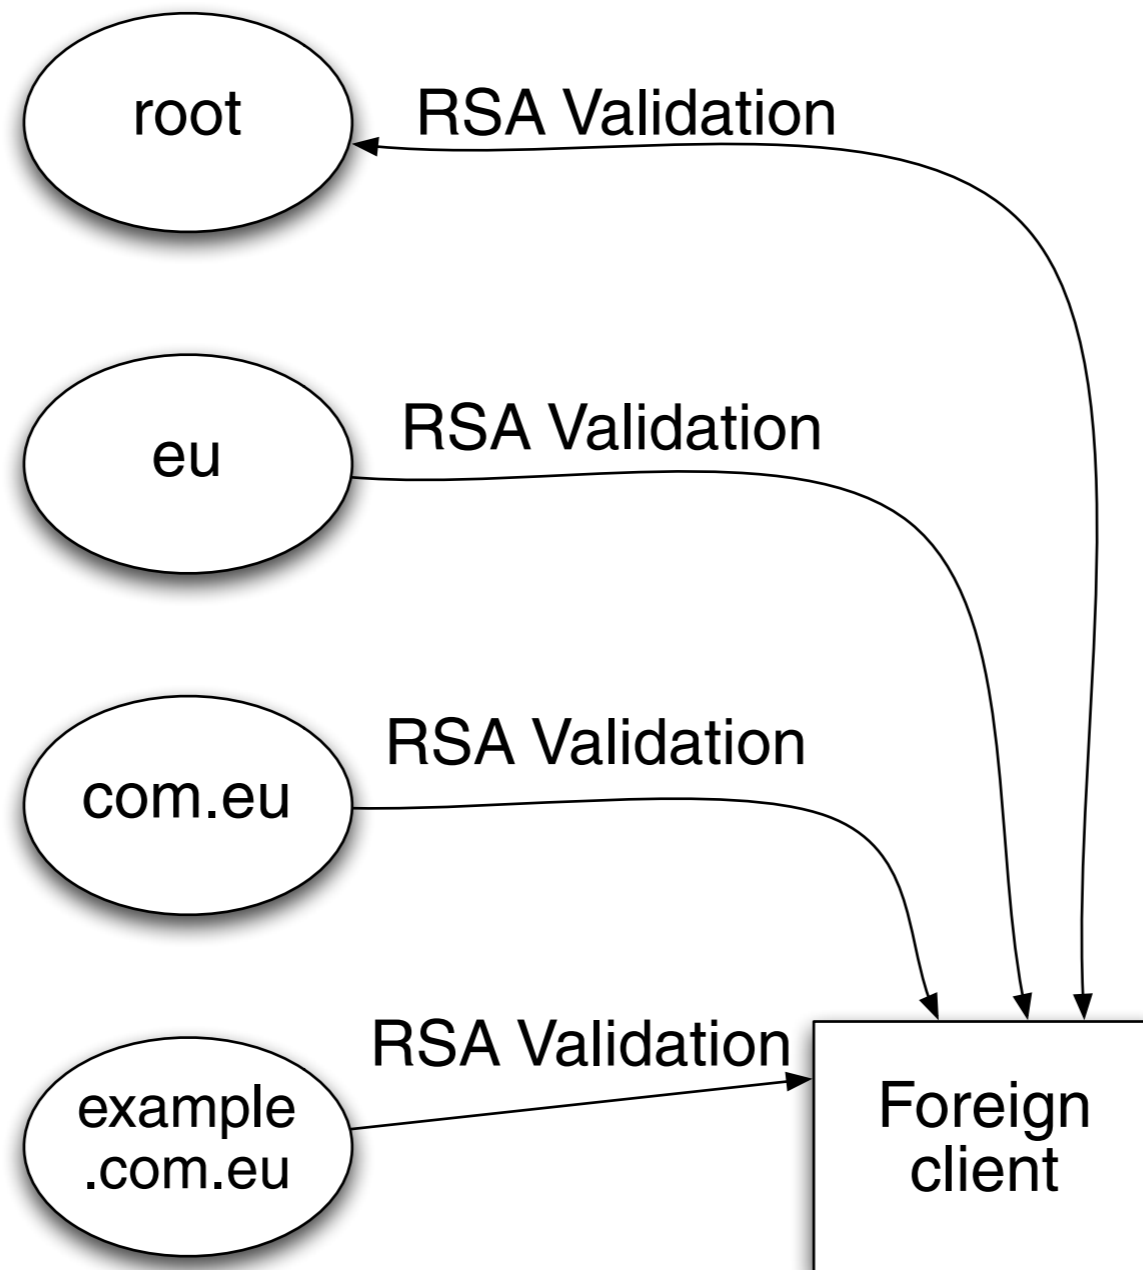 root
RSA Validation
eu
RSA Validation
com.eu
RSA Validation
example
.com.eu
RSA Validation
Foreign
client